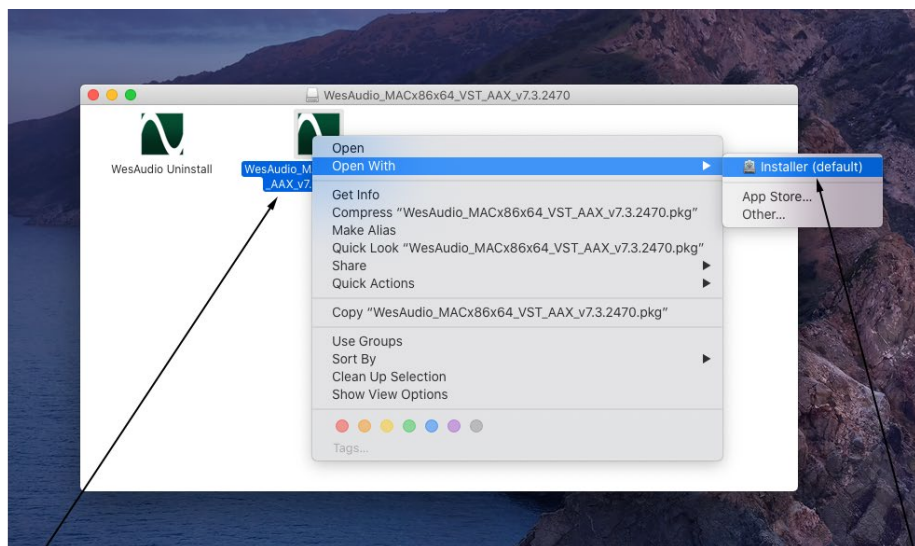 WesAudio_MACx86x64_VST_AAX_v7.3.2470
WesAudio Uninstall
WesAudio_M
_AAX_v7.
Open
Open With
Installer (default)
App Store...
Other...
Get Info
Compress “WesAudio_MACx86x64_VST_AAX_v7.3.2470.pkg”
Make Alias
Quick Look “WesAudio_MACx86x64_VST_AAX_v7.3.2470.pkg”
Share
Quick Actions
Copy “WesAudio_MACx86x64_VST_AAX_v7.3.2470.pkg”
Use Groups
Sort By
Clean Up Selection
Show View Options
Tags...